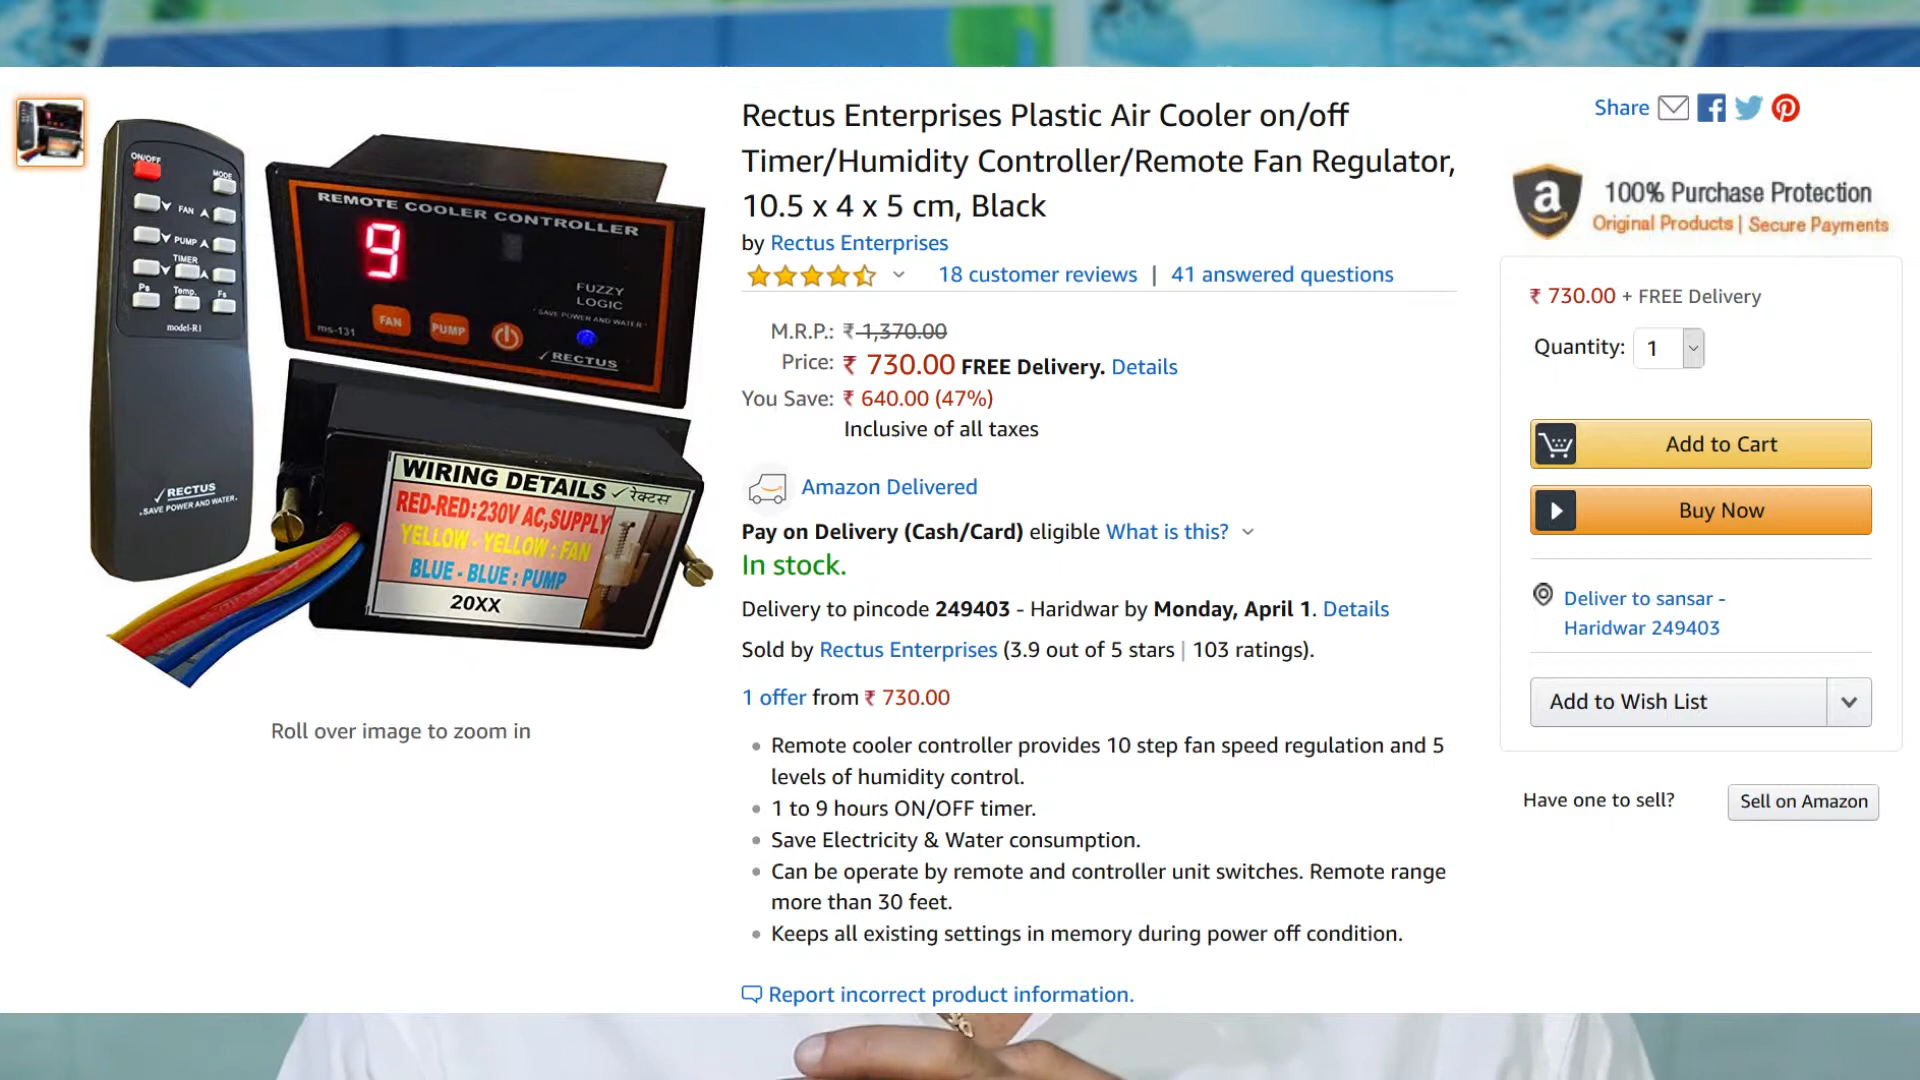 ON/OFF
MODE
FAN
PUMP
TIMER
Ps
Temp.
Fs
model-R1
RECTUS
.SAVE POWER AND WATER.
REMOTE COOLER CONTROLLER
9
FUZZY
LOGIC
SAVE POWER AND WATER
FAN
PUMP
ms-131
RECTUS
WIRING DETAILS ✓रेक्टस
RED-RED:230V AC,SUPPLY
YELLOW-YELLOW:FAN
BLUE-BLUE:PUMP
20XX
Roll over image to zoom in
Rectus Enterprises Plastic Air Cooler on/off
Timer/Humidity Controller/Remote Fan Regulator,
10.5 x 4 x 5 cm, Black
by Rectus Enterprises
18 customer reviews | 41 answered questions
M.R.P.: ₹ 1,370.00
Price: ₹ 730.00 FREE Delivery. Details
You Save: ₹ 640.00 (47%)
Inclusive of all taxes
Amazon Delivered
Pay on Delivery (Cash/Card) eligible What is this?
In stock.
Delivery to pincode 249403 - Haridwar by Monday, April 1. Details
Sold by Rectus Enterprises (3.9 out of 5 stars | 103 ratings).
1 offer from ₹ 730.00
Remote cooler controller provides 10 step fan speed regulation and 5
levels of humidity control.
1 to 9 hours ON/OFF timer.
Save Electricity & Water consumption.
Can be operate by remote and controller unit switches. Remote range
more than 30 feet.
Keeps all existing settings in memory during power off condition.
Report incorrect product information.
Share
a
100% Purchase Protection
Original Products | Secure Payments
₹ 730.00 + FREE Delivery
Quantity: 1
Add to Cart
Buy Now
Deliver to sansar -
Haridwar 249403
Add to Wish List
Have one to sell? Sell on Amazon